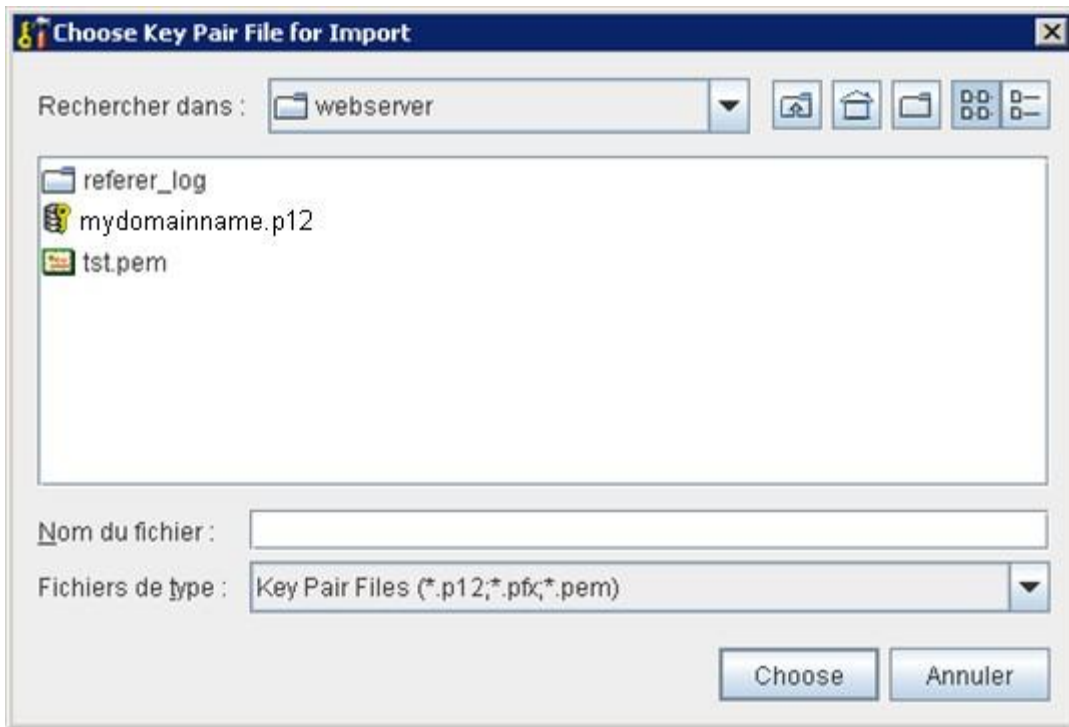 Choose Key Pair File for Import
Rechercher dans : webserver
referer_log
mydomainname.p12
tst.pem
Nom du fichier :
Fichiers de type : Key Pair Files (*.p12;*.pfx;*.pem)
Choose Annuler